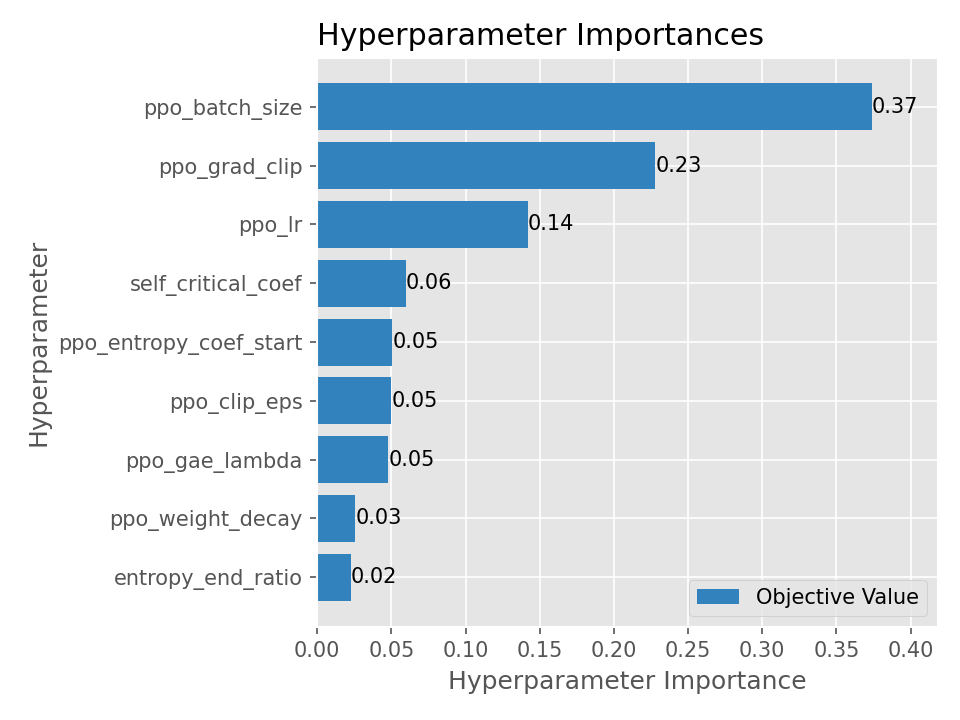 Hyperparameter Importances
ppo_batch_size 0.37
ppo_grad_clip 0.23
ppo_lr 0.14
self_critical_coef 0.06
ppo_entropy_coef_start 0.05
ppo_clip_eps 0.05
ppo_gae_lambda 0.05
ppo_weight_decay 0.03
entropy_end_ratio 0.02
Hyperparameter
Objective Value
0.00 0.05 0.10 0.15 0.20 0.25 0.30 0.35 0.40
Hyperparameter Importance